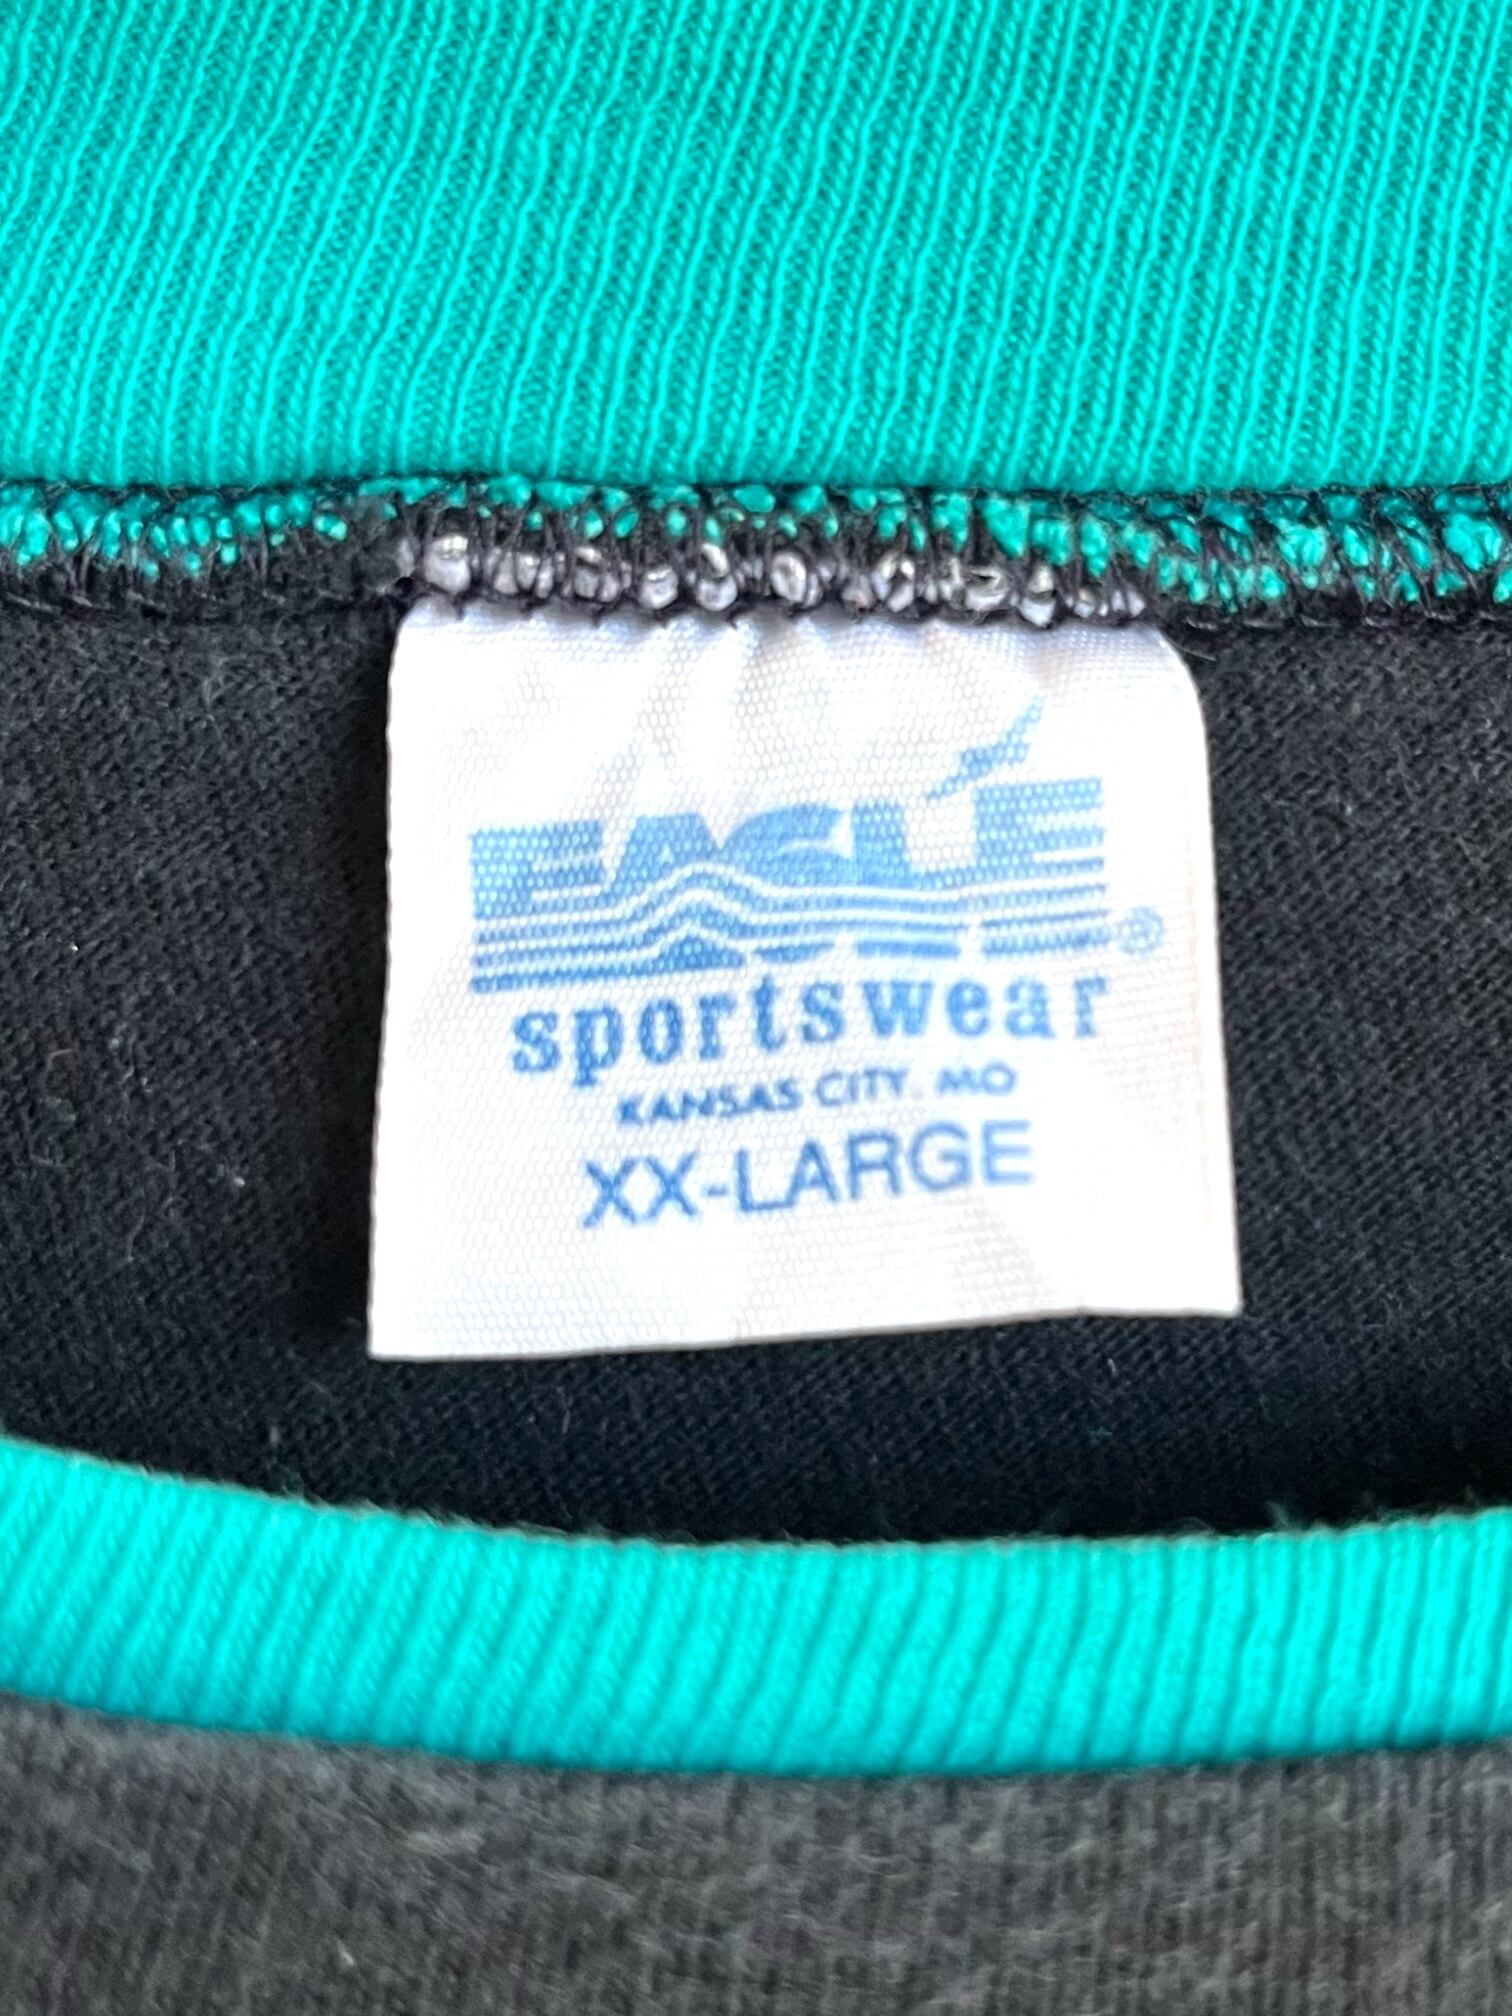 EAGLE ®
sportswear
KANSAS CITY, MO
XX-LARGE